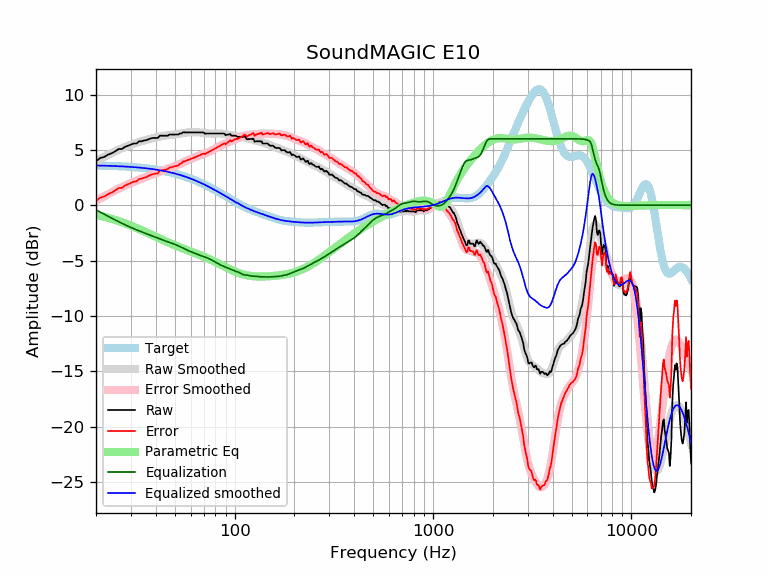 SoundMAGIC E10
Amplitude (dBr)
10
5
0
−5
−10
−15
−20
−25
Target
Raw Smoothed
Error Smoothed
Raw
Error
Parametric Eq
Equalization
Equalized smoothed
100
1000
10000
Frequency (Hz)